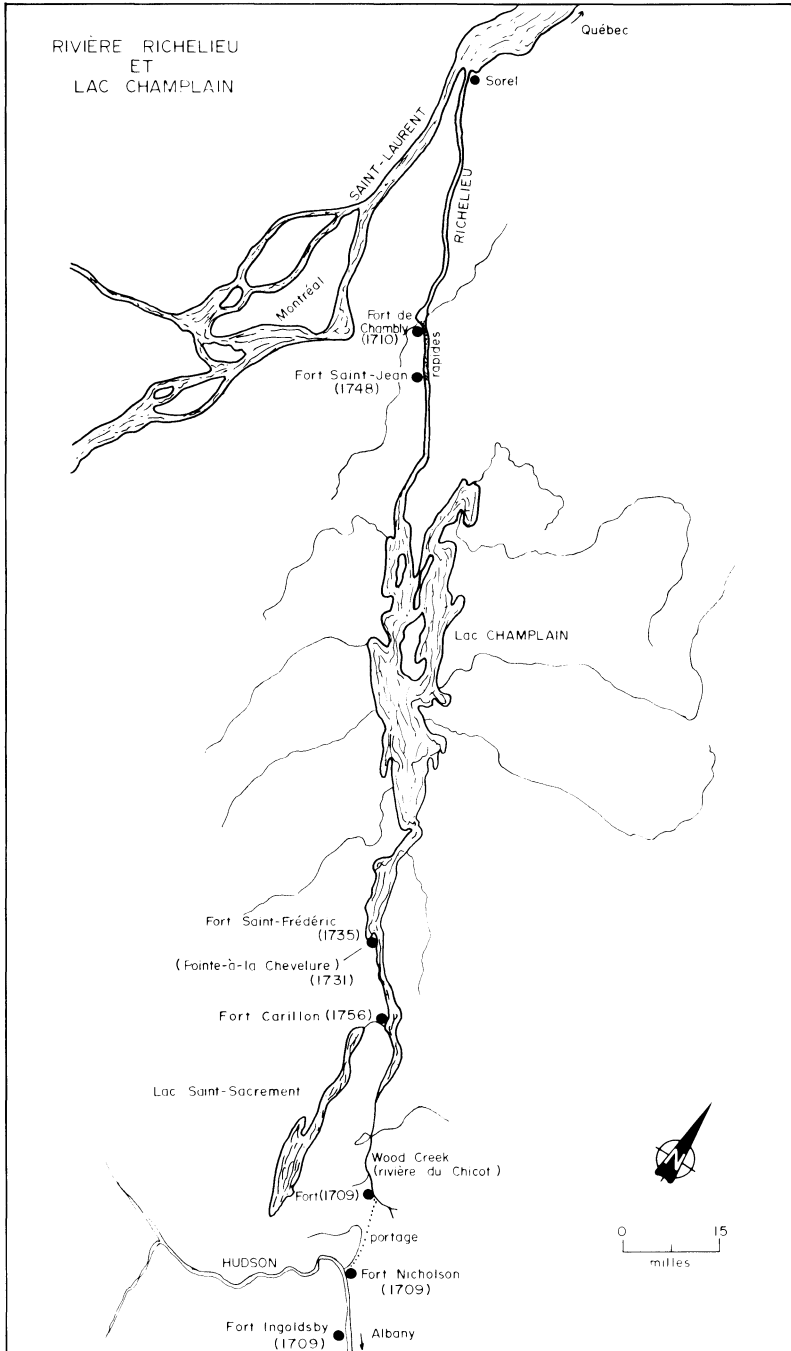 RIVIÈRE RICHELIEU
ET
LAC CHAMPLAIN
Québec
Sorel
SAINT-LAURENT
RICHELIEU
Montréal
Fort de
Chambly
(1710)
rapides
Fort Saint-Jean
(1748)
Lac CHAMPLAIN
Fort Saint-Frédéric
(1735)
(Pointe-à-la Chevelure)
(1731)
Fort Carillon (1756)
Lac Saint-Sacrement
Wood Creek
(rivière du Chicot)
Fort (1709)
portage
HUDSON
Fort Nicholson
(1709)
Fort Ingoldsby
(1709)
Albany
N
0 15
milles